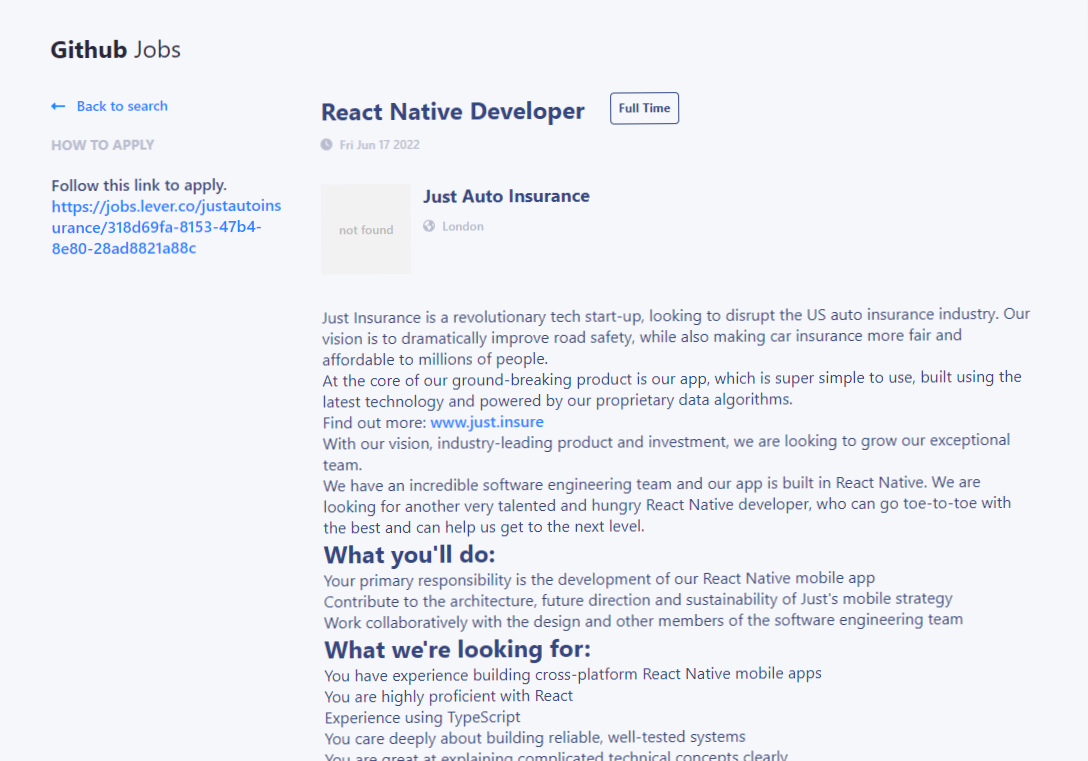 Github Jobs
Back to search
HOW TO APPLY
Follow this link to apply.
https://jobs.lever.co/justautoins
urance/318d69fa-8153-47b4-
8e80-28ad8821a88c
React Native Developer
Full Time
Fri Jun 17 2022
not found
Just Auto Insurance
London
Just Insurance is a revolutionary tech start-up, looking to disrupt the US auto insurance industry. Our
vision is to dramatically improve road safety, while also making car insurance more fair and
affordable to millions of people.
At the core of our ground-breaking product is our app, which is super simple to use, built using the
latest technology and powered by our proprietary data algorithms.
Find out more: www.just.insure
With our vision, industry-leading product and investment, we are looking to grow our exceptional
team.
We have an incredible software engineering team and our app is built in React Native. We are
looking for another very talented and hungry React Native developer, who can go toe-to-toe with
the best and can help us get to the next level.
What you'll do:
Your primary responsibility is the development of our React Native mobile app
Contribute to the architecture, future direction and sustainability of Just's mobile strategy
Work collaboratively with the design and other members of the software engineering team
What we're looking for:
You have experience building cross-platform React Native mobile apps
You are highly proficient with React
Experience using TypeScript
You care deeply about building reliable, well-tested systems
You are great at explaining complicated technical concepts clearly